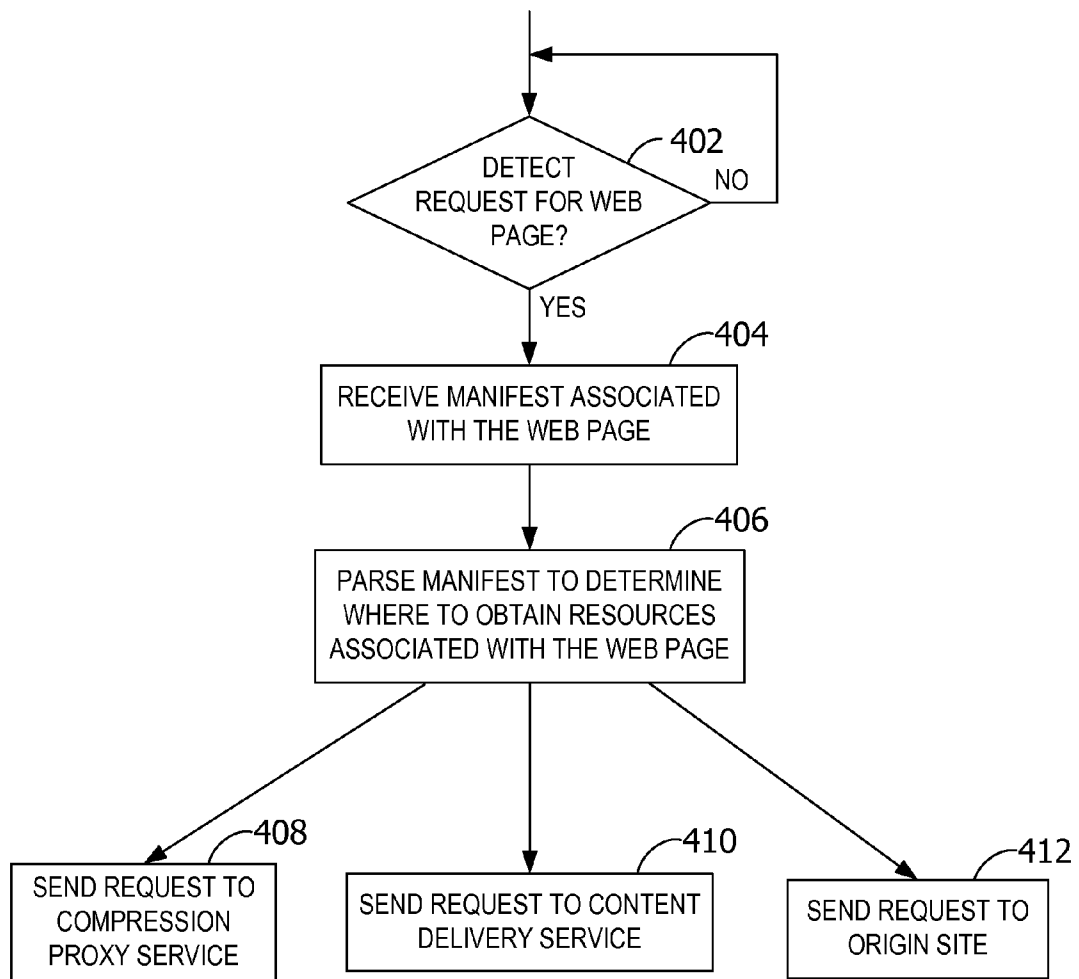 402
DETECT
REQUEST FOR WEB
PAGE?
NO
YES
404
RECEIVE MANIFEST ASSOCIATED
WITH THE WEB PAGE
406
PARSE MANIFEST TO DETERMINE
WHERE TO OBTAIN RESOURCES
ASSOCIATED WITH THE WEB PAGE
408
SEND REQUEST TO
COMPRESSION
PROXY SERVICE
410
SEND REQUEST TO CONTENT
DELIVERY SERVICE
412
SEND REQUEST TO
ORIGIN SITE